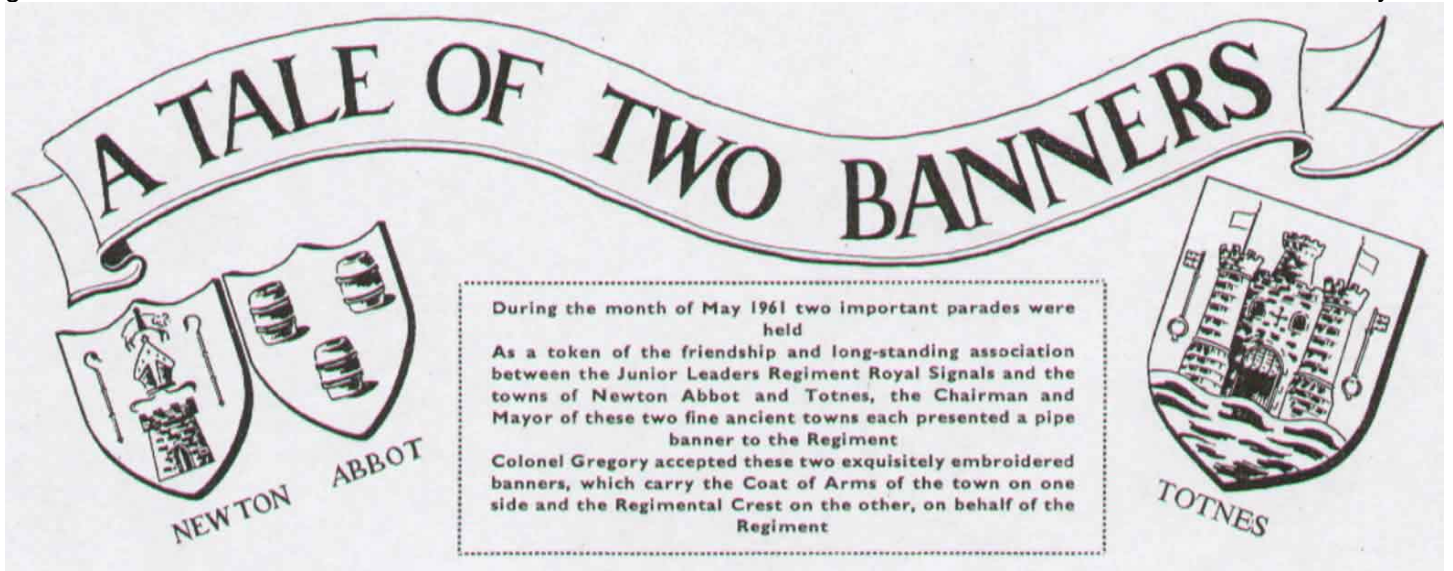 A TALE OF TWO BANNERS
During the month of May 1961 two important parades were
held
As a token of the friendship and long-standing association
between the Junior Leaders Regiment Royal Signals and the
towns of Newton Abbot and Totnes, the Chairman and
Mayor of these two fine ancient towns each presented a pipe
banner to the Regiment
Colonel Gregory accepted these two exquisitely embroidered
banners, which carry the Coat of Arms of the town on one
side and the Regimental Crest on the other, on behalf of the
Regiment
NEWTON ABBOT
TOTNES